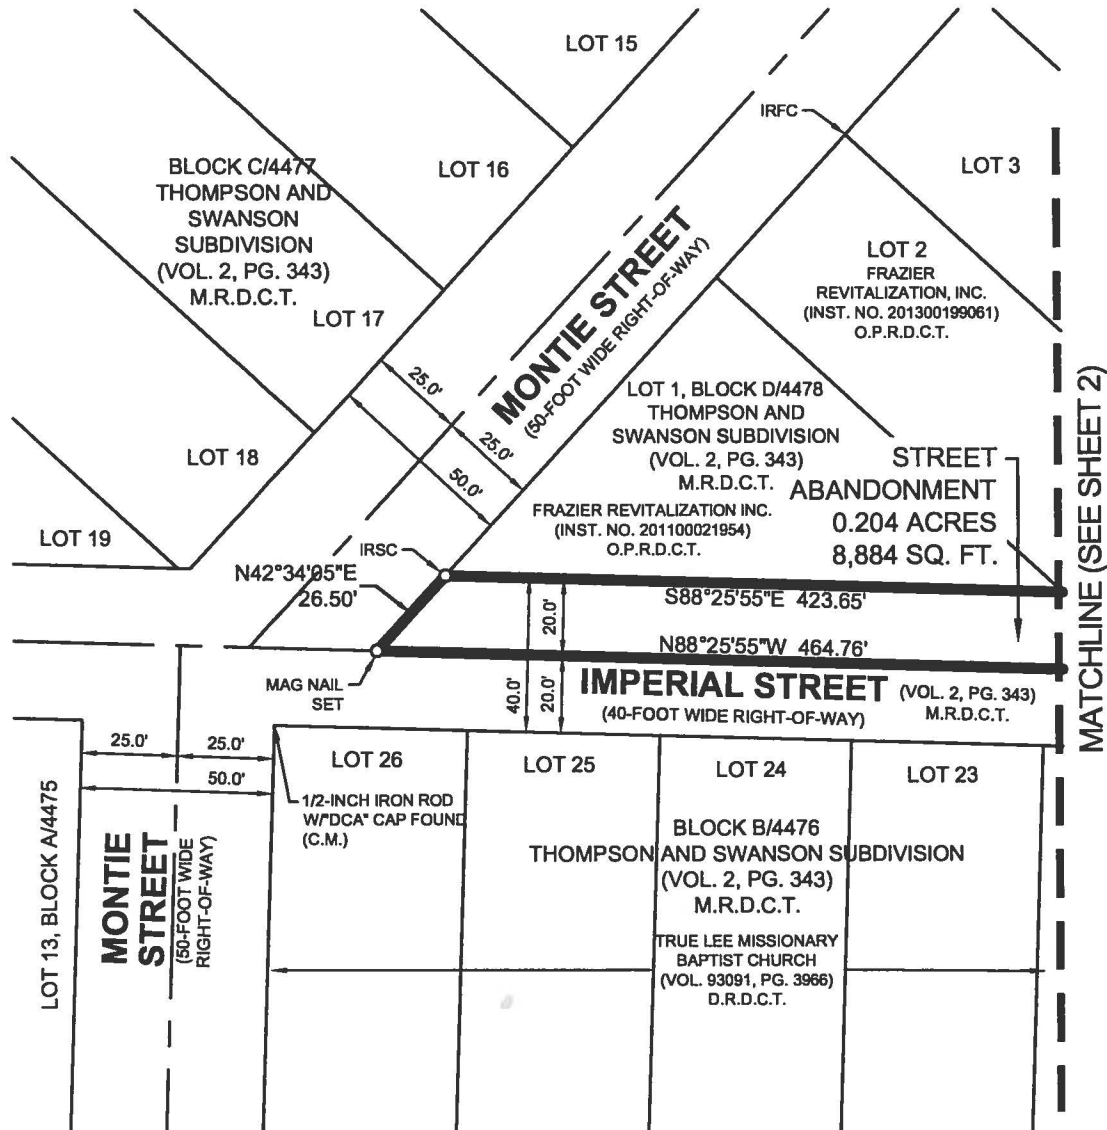 LOT 15
IRFC
LOT 3
BLOCK C/4477
THOMPSON AND
SWANSON
SUBDIVISION
(VOL. 2, PG. 343)
M.R.D.C.T.
LOT 16
LOT 17
MONTIE STREET
(50-FOOT WIDE RIGHT-OF-WAY)
LOT 2
FRAZIER
REVITALIZATION, INC.
(INST. NO. 201300199061)
O.P.R.D.C.T.
25.0'
25.0'
50.0'
LOT 1, BLOCK D/4478
THOMPSON AND
SWANSON SUBDIVISION
(VOL. 2, PG. 343)
M.R.D.C.T.
FRAZIER REVITALIZATION INC.
(INST. NO. 201100021954)
O.P.R.D.C.T.
STREET
ABANDONMENT
0.204 ACRES
8,884 SQ. FT.
MATCHLINE (SEE SHEET 2)
LOT 18
LOT 19
IRSC
N42°34'05"E
26.50'
S88°25'55"E 423.65'
20.0'
N88°25'55"W 464.76'
40.0'
20.0'
MAG NAIL
SET
IMPERIAL STREET
(VOL. 2, PG. 343)
M.R.D.C.T.
(40-FOOT WIDE RIGHT-OF-WAY)
25.0'
25.0'
50.0'
LOT 26
LOT 25
LOT 24
LOT 23
1/2-INCH IRON ROD
W/"DCA" CAP FOUND
(C.M.)
LOT 13, BLOCK A/4475
MONTIE
STREET
(50-FOOT WIDE
RIGHT-OF-WAY)
BLOCK B/4476
THOMPSON AND SWANSON SUBDIVISION
(VOL. 2, PG. 343)
M.R.D.C.T.
TRUE LEE MISSIONARY
BAPTIST CHURCH
(VOL. 93091, PG. 3966)
D.R.D.C.T.